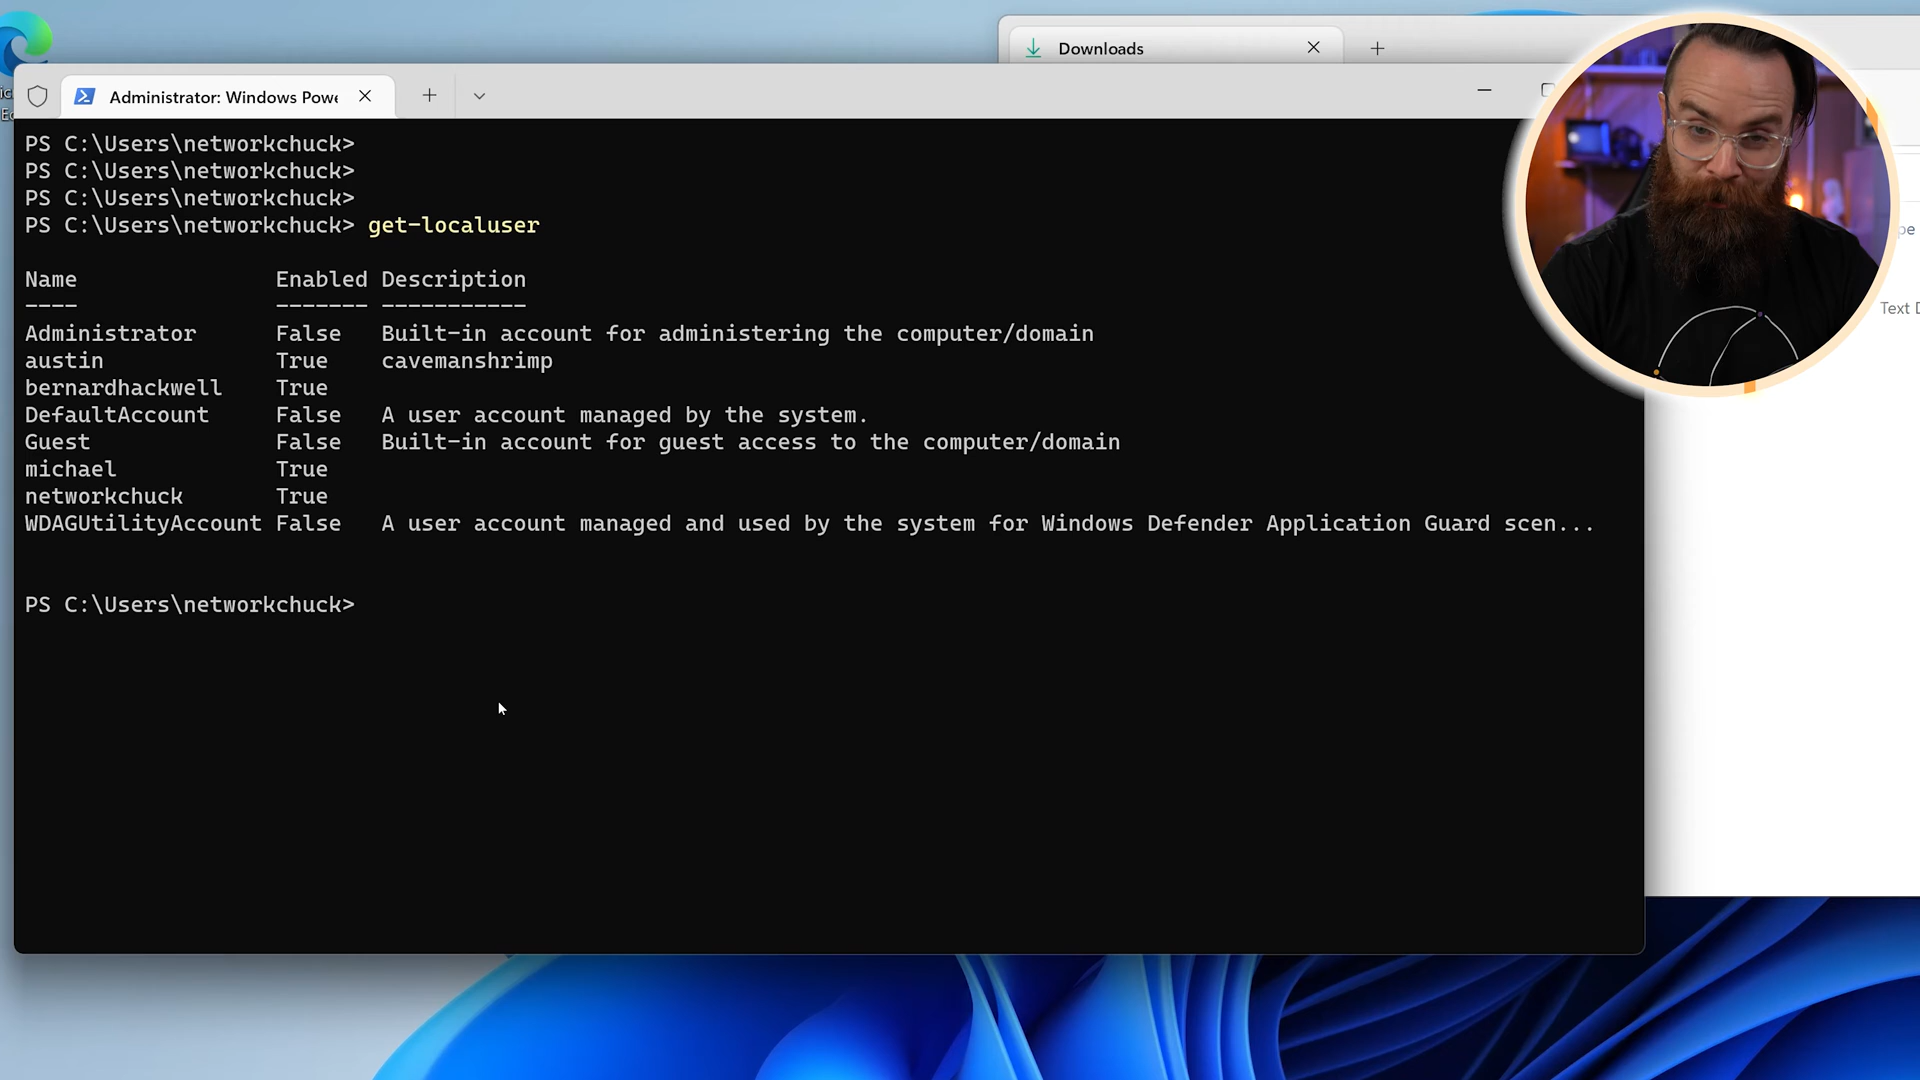 Downloads
Administrator: Windows Powe
PS C:\Users\networkchuck>
PS C:\Users\networkchuck>
PS C:\Users\networkchuck>
PS C:\Users\networkchuck> get-localuser
Name Enabled Description
---- ------- -----------
Administrator False Built-in account for administering the computer/domain
austin True cavemanshrimp
bernardhackwell True
DefaultAccount False A user account managed by the system.
Guest False Built-in account for guest access to the computer/domain
michael True
networkchuck True
WDAGUtilityAccount False A user account managed and used by the system for Windows Defender Application Guard scen...
PS C:\Users\networkchuck>
pe
Text D